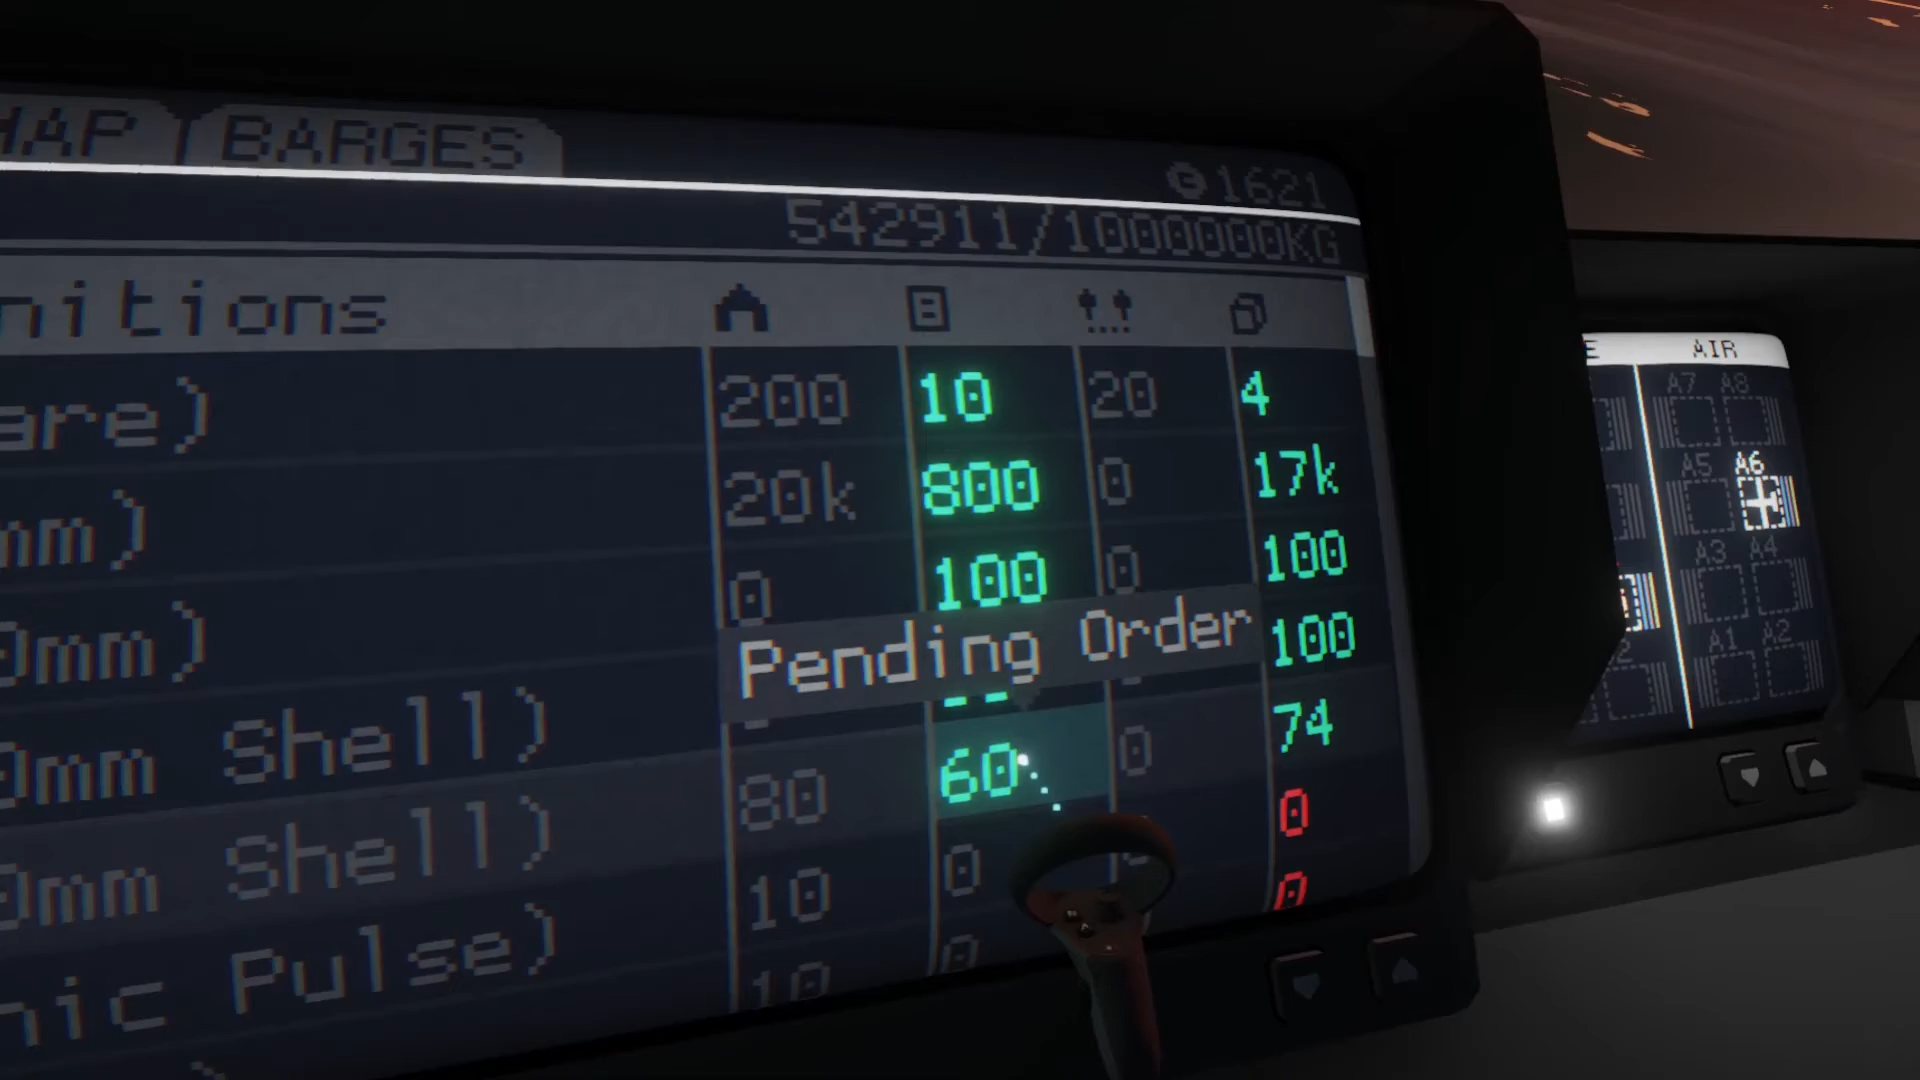 HAP BARGES
1621
542911/1000000KG
nitions
are) 200 10 20 4
mm) 20k 800 0 17k
0mm) 0 100 0 100
Pending Order
0mm Shell) 100
0mm Shell) 80 60 0 74
nic Pulse) 10 0 0
10 0 0
E AIR
A7 A8
A5 A6
A3 A4
2 A1 A2